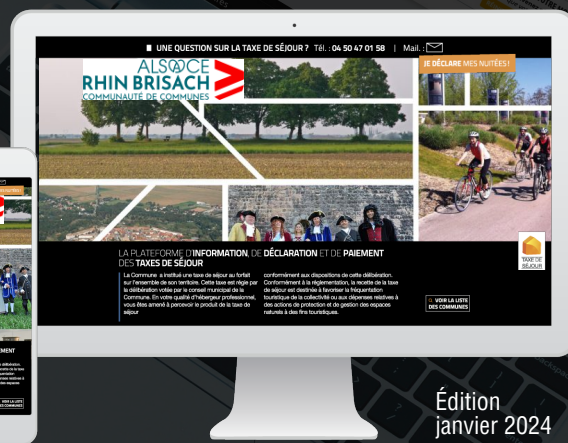 UNE QUESTION SUR LA TAXE DE SÉJOUR ? Tél. : 04 50 47 01 58 | Mail. :
JE DÉCLARE MES NUITÉES !
ALSACE
RHIN BRISACH
COMMUNAUTÉ DE COMMUNES
LA PLATEFORME D'INFORMATION, DE DÉCLARATION ET DE PAIEMENT
DES TAXES DE SÉJOUR
La Commune a institué une taxe de séjour au forfait
sur l'ensemble de son territoire. Cette taxe est régie par
la délibération votée par le conseil municipal de la
Commune. En votre qualité d'hébergeur professionnel,
vous êtes amené à percevoir le produit de la taxe de
séjour
conformément aux dispositions de cette délibération.
Conformément à la réglementation, la recette de la taxe
de séjour est destinée à favoriser la fréquentation
touristique de la collectivité ou aux dépenses relatives à
des actions de protection et de gestion des espaces
naturels à des fins touristiques.
TAXE DE
SÉJOUR
VOIR LA LISTE
DES COMMUNES
VOIR LA LISTE
DES COMMUNES
Édition
janvier 2024